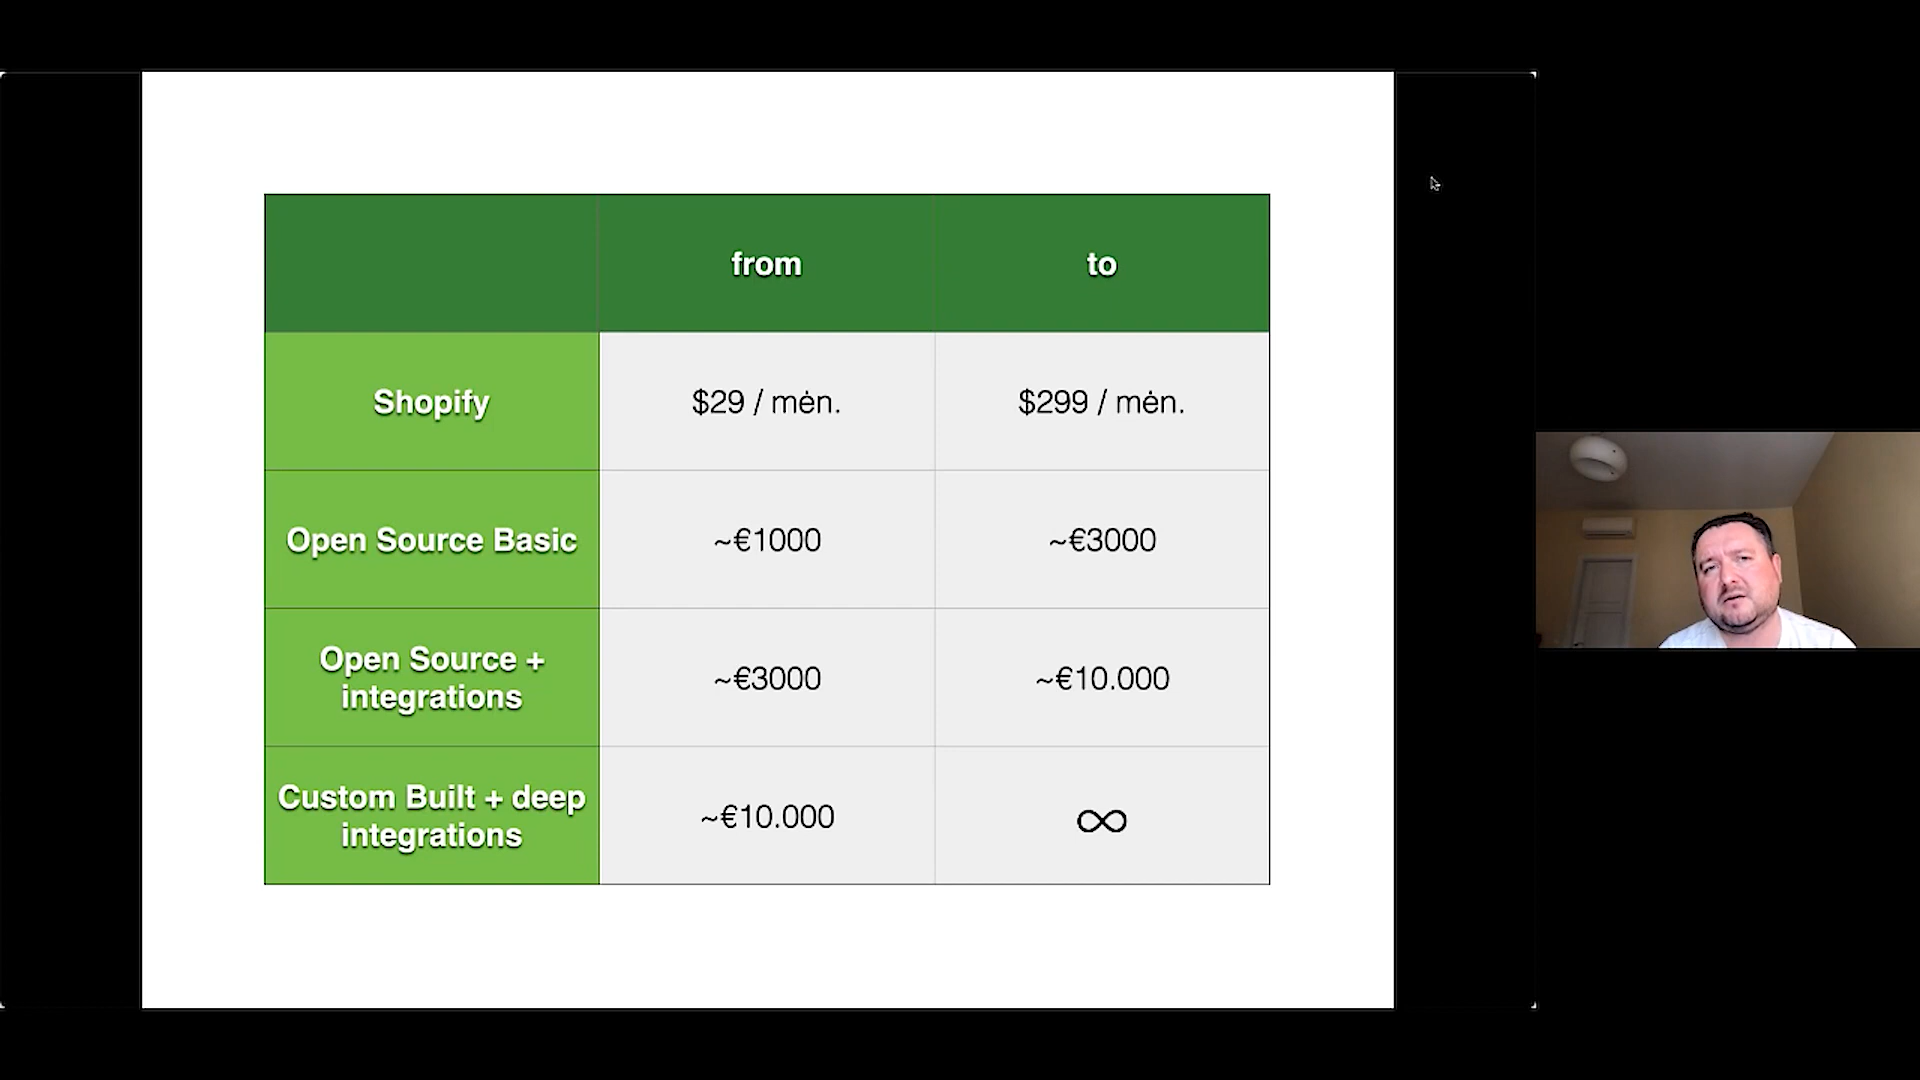 from to
Shopify $29 / mėn. $299 / mėn.
Open Source Basic ~€1000 ~€3000
Open Source +
integrations ~€3000 ~€10.000
Custom Built + deep
integrations ~€10.000 ∞